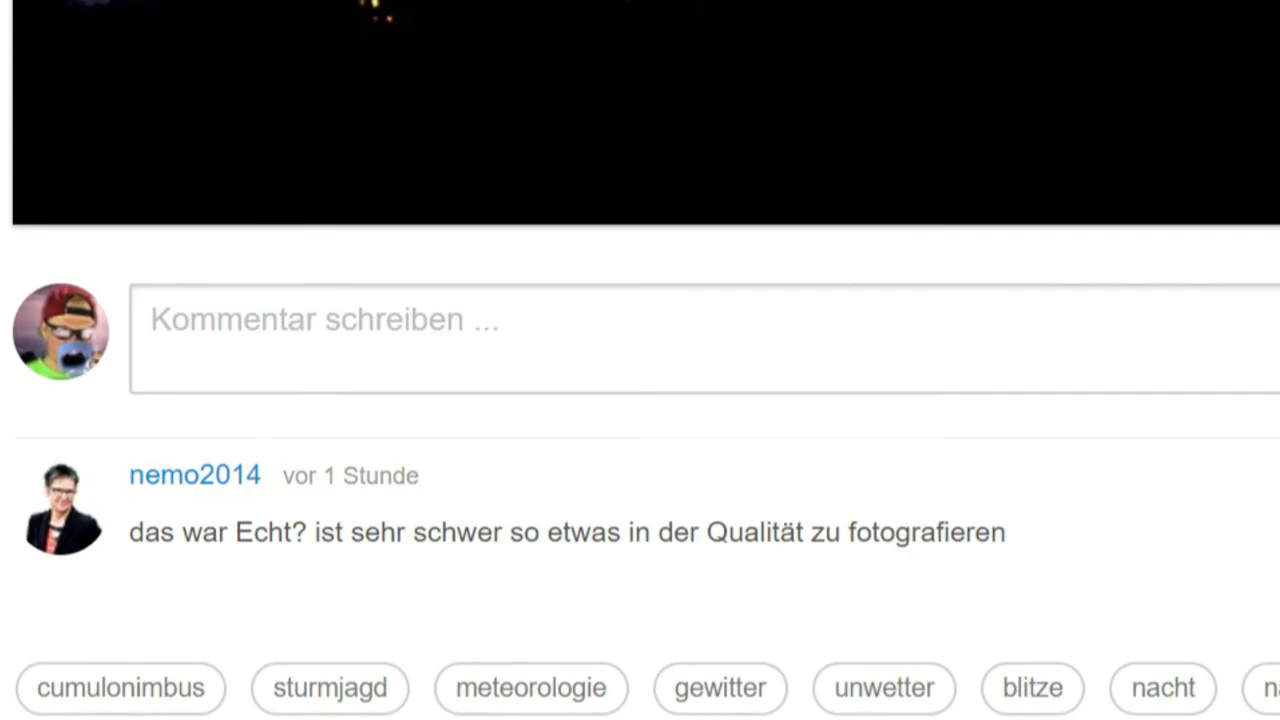 Kommentar schreiben ...
nemo2014 vor 1 Stunde
das war Echt? ist sehr schwer so etwas in der Qualität zu fotografieren
cumulonimbus sturmjagd meteorologie gewitter unwetter blitze nacht